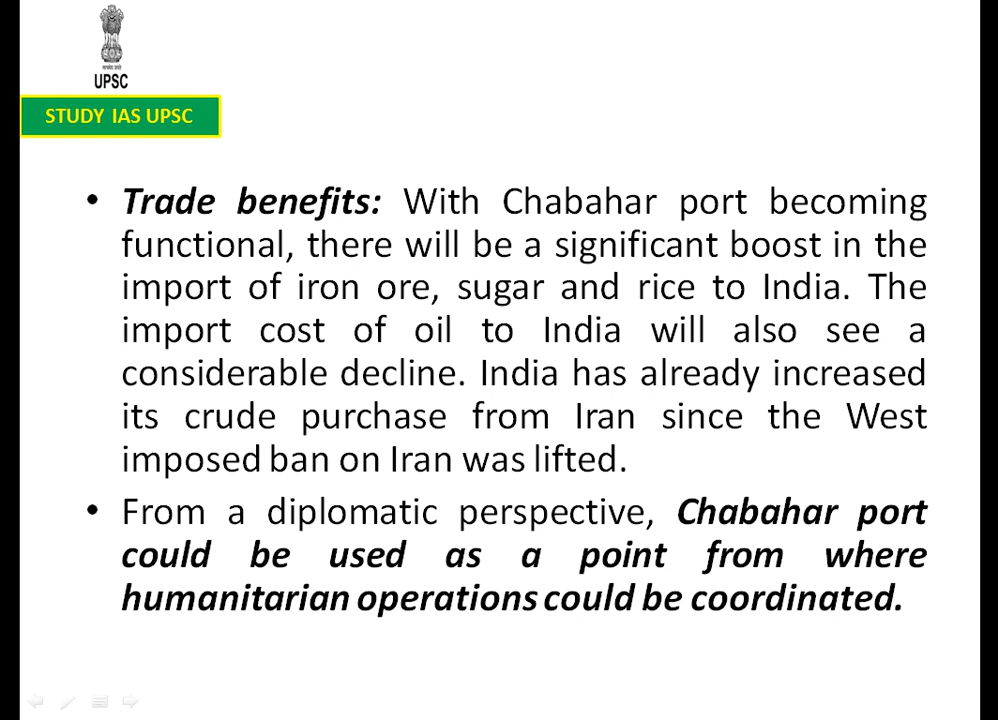 UPSC
STUDY IAS UPSC
• Trade benefits: With Chabahar port becoming
functional, there will be a significant boost in the
import of iron ore, sugar and rice to India. The
import cost of oil to India will also see a
considerable decline. India has already increased
its crude purchase from Iran since the West
imposed ban on Iran was lifted.
• From a diplomatic perspective, Chabahar port
could be used as a point from where
humanitarian operations could be coordinated.